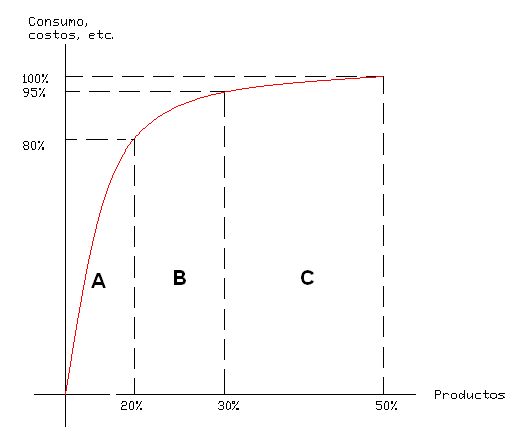 Consumo,
costos, etc.
100%
95%
80%
A
B
C
20%
30%
50%
Productos